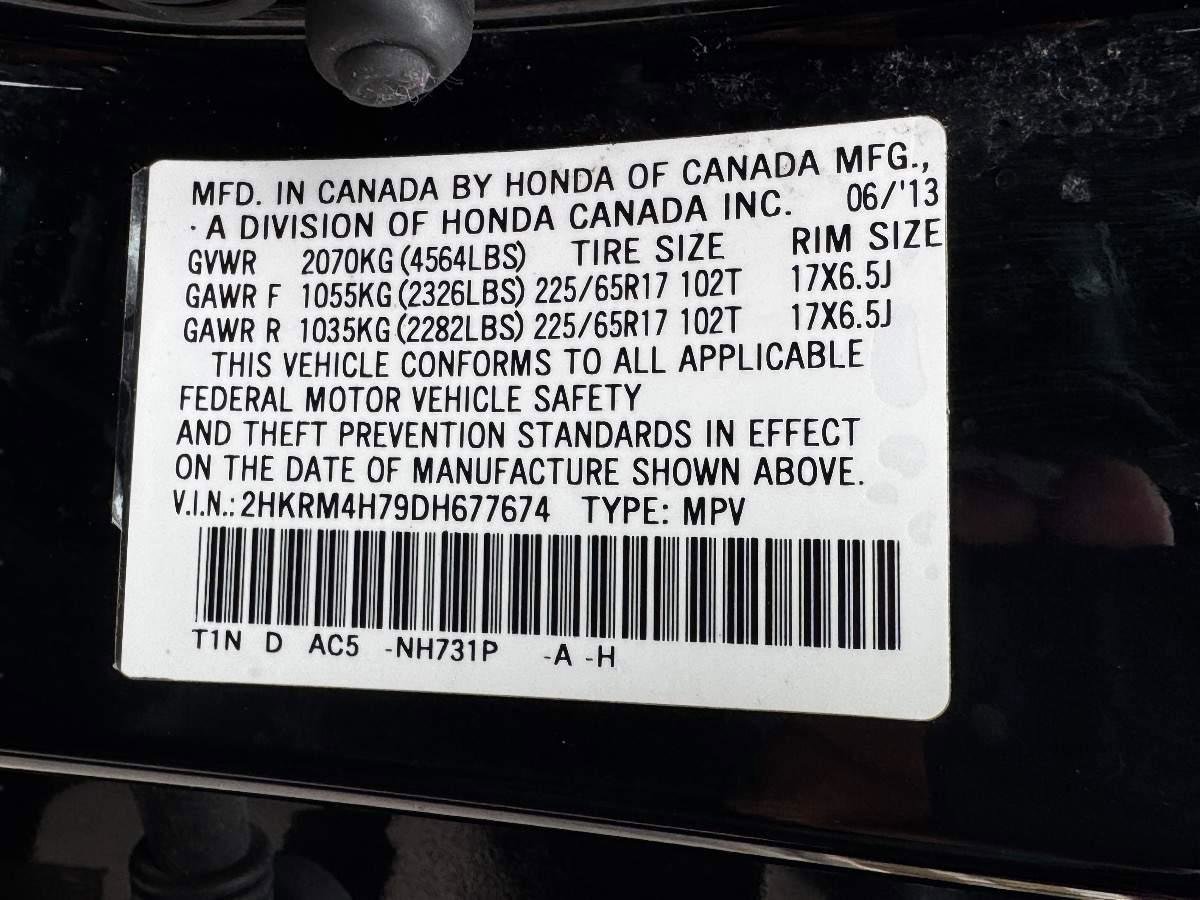 MFD. IN CANADA BY HONDA OF CANADA MFG.,
· A DIVISION OF HONDA CANADA INC. 06/'13
GVWR 2070KG (4564LBS) TIRE SIZE RIM SIZE
GAWR F 1055KG (2326LBS) 225/65R17 102T 17X6.5J
GAWR R 1035KG (2282LBS) 225/65R17 102T 17X6.5J
THIS VEHICLE CONFORMS TO ALL APPLICABLE
FEDERAL MOTOR VEHICLE SAFETY
AND THEFT PREVENTION STANDARDS IN EFFECT
ON THE DATE OF MANUFACTURE SHOWN ABOVE.
V.I.N.: 2HKRM4H79DH677674 TYPE: MPV
T1N D AC5 -NH731P -A -H